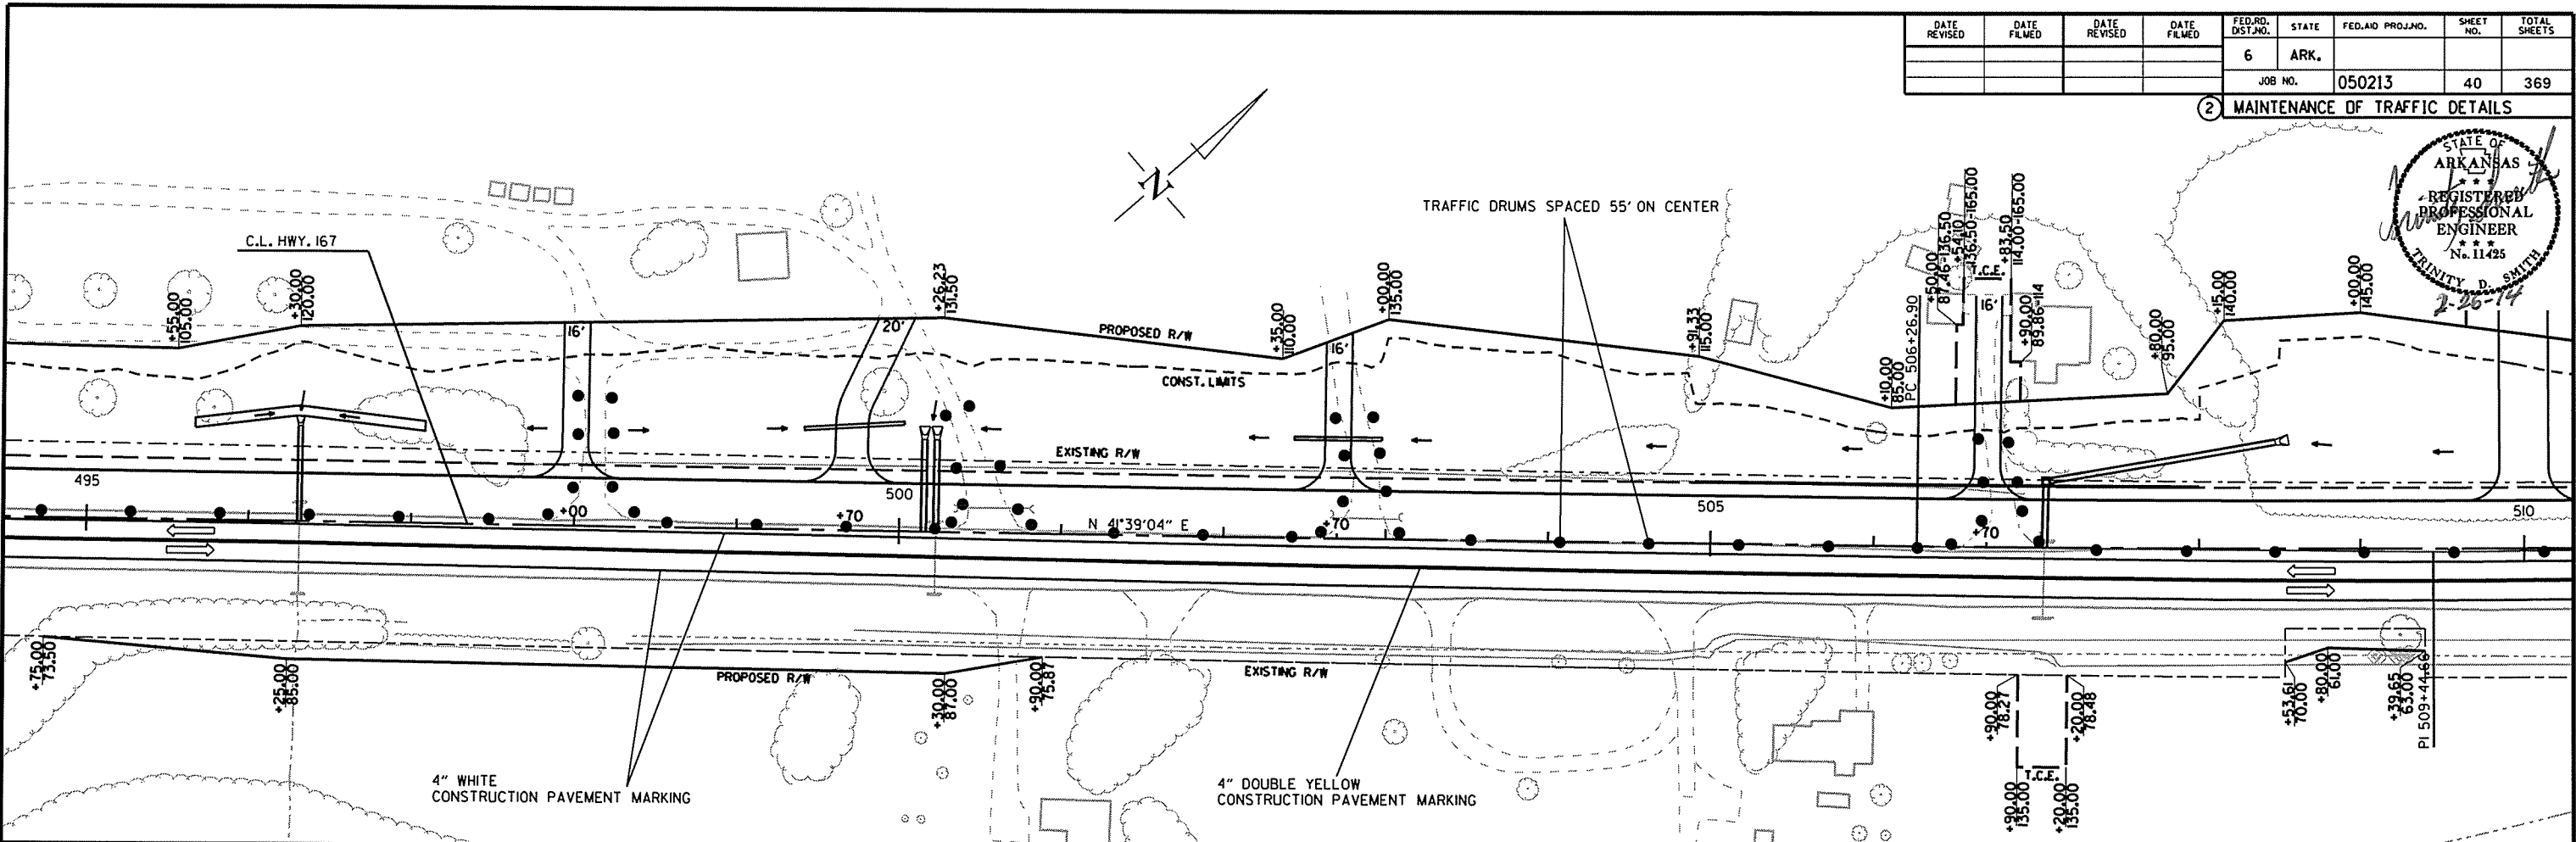 DATE REVISED
DATE FILMED
DATE REVISED
DATE FILMED
FED.RD. DIST.NO.
STATE
FED.AID PROJ.NO.
SHEET NO.
TOTAL SHEETS
6
ARK.
JOB NO.
050213
40
369
2 MAINTENANCE OF TRAFFIC DETAILS
STATE OF
ARKANSAS
★ ★ ★
REGISTERED
PROFESSIONAL
ENGINEER
★ ★ ★
No. 11425
TRINITY D. SMITH
2-26-14
N
TRAFFIC DRUMS SPACED 55' ON CENTER
C.L. HWY. 167
+55.00
105.00
+30.00
120.00
16'
20'
+26.23
131.50
PROPOSED R/W
+35.00
110.00
+00.00
135.00
16'
CONST. LIMITS
+91.33
115.00
+10.00
85.00
PC 506+26.90
+50.00
87.46-136.50
+54.10
136.50-165.00
T.C.E.
16'
+83.50
114.00-165.00
+90.00
89.86-114
+80.00
95.00
+15.00
140.00
+00.00
145.00
EXISTING R/W
495
500
505
510
+00
+70
N 41°39'04" E
+70
+70
+75.00
73.50
+25.00
85.00
PROPOSED R/W
+30.00
87.00
+90.00
75.87
EXISTING R/W
+90.00
78.27
+20.00
78.48
T.C.E.
+90.00
135.00
+20.00
135.00
+53.61
70.00
+80.00
61.00
+39.65
63.00
PI 509+44.66
4" WHITE
CONSTRUCTION PAVEMENT MARKING
4" DOUBLE YELLOW
CONSTRUCTION PAVEMENT MARKING